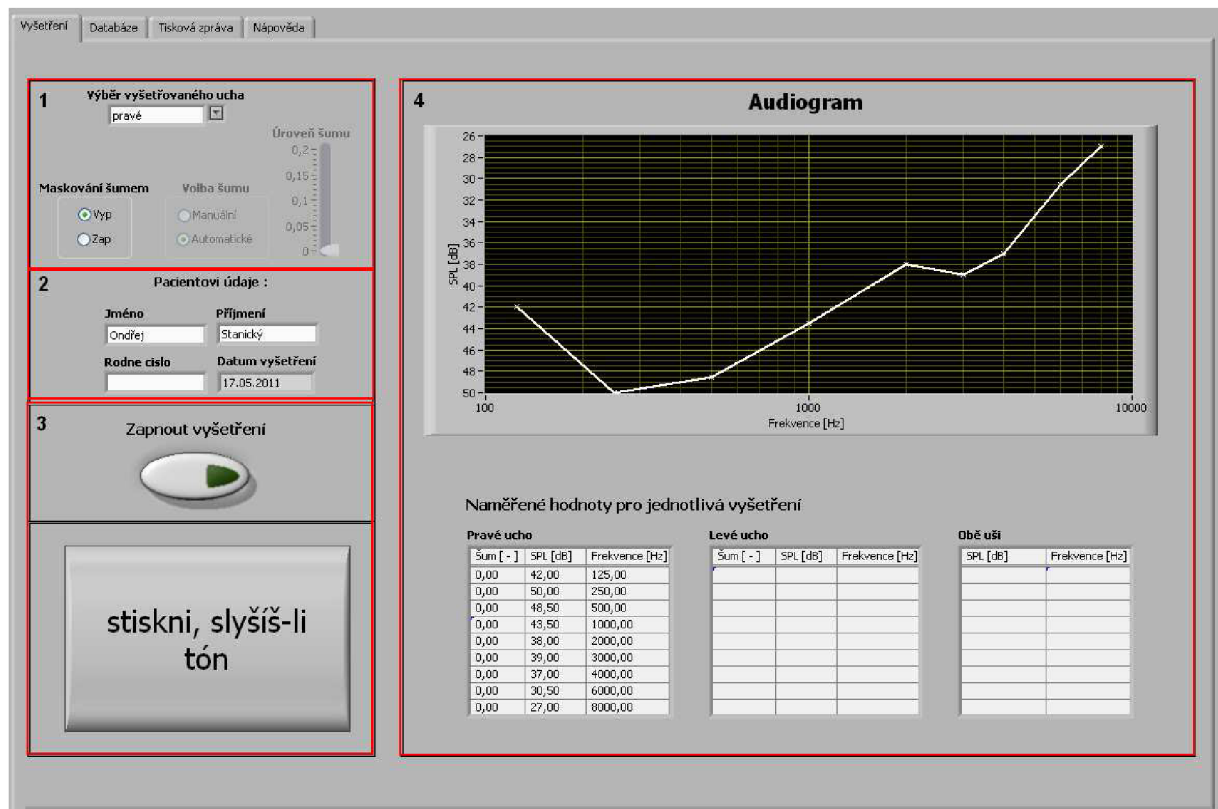 Vyšetření Databáze Tisková zpráva Nápověda
1
Výběr vyšetřovaného ucha
pravé
Úroveň šumu
0,2
0,15
0,1
0,05
0
Maskování šumem Volba šumu
Vyp Manuální
Zap Automatické
2
Pacientovi údaje :
Jméno Příjmení
Ondřej Stanický
Rodne cislo Datum vyšetření
17.05.2011
3
Zapnout vyšetření
stiskni, slyšíš-li
tón
4
Audiogram
SPL [dB]
26
28
30
32
34
36
38
40
42
44
46
48
50
100 1000 10000
Frekvence [Hz]
Naměřené hodnoty pro jednotlivá vyšetření
Pravé ucho
Šum [ - ] SPL [dB] Frekvence [Hz]
0,00 42,00 125,00
0,00 50,00 250,00
0,00 48,50 500,00
0,00 43,50 1000,00
0,00 38,00 2000,00
0,00 39,00 3000,00
0,00 37,00 4000,00
0,00 30,50 6000,00
0,00 27,00 8000,00
Levé ucho
Šum [ - ] SPL [dB] Frekvence [Hz]
Obě uši
SPL [dB] Frekvence [Hz]